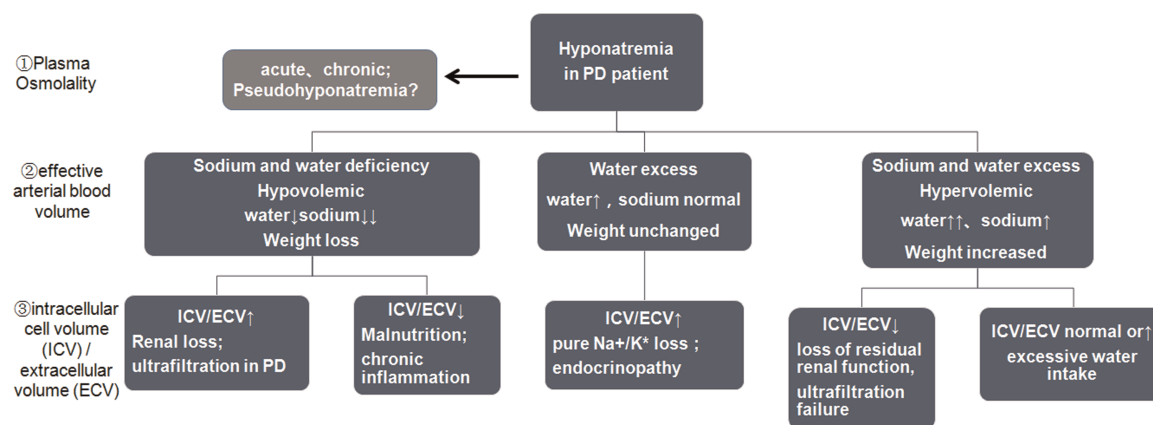 ①Plasma
Osmolality
acute、chronic;
Pseudohyponatremia?
Hyponatremia
in PD patient
②effective
arterial blood
volume
Sodium and water deficiency
Hypovolemic
water↓sodium↓↓
Weight loss
Water excess
water↑ , sodium normal
Weight unchanged
Sodium and water excess
Hypervolemic
water↑↑、sodium↑
Weight increased
③intracellular
cell volume
(ICV) /
extracellular
volume (ECV)
ICV/ECV↑
Renal loss;
ultrafiltration in PD
ICV/ECV↓
Malnutrition;
chronic
inflammation
ICV/ECV↑
pure Na+/K* loss ;
endocrinopathy
ICV/ECV↓
loss of residual
renal function,
ultrafiltration
failure
ICV/ECV normal or↑
excessive water
intake